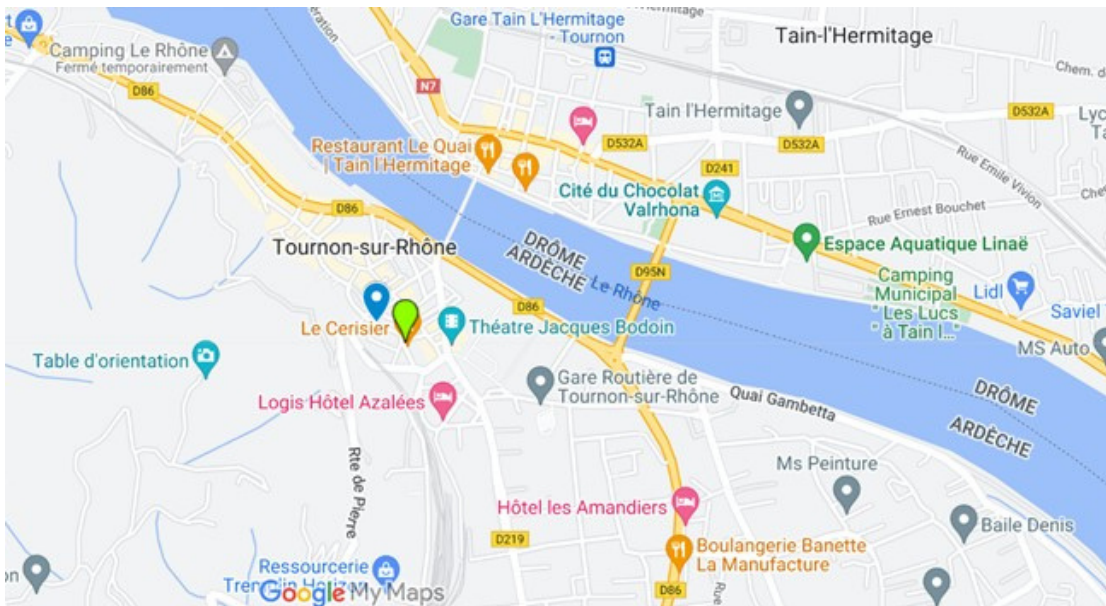 Gare Tain L'Hermitage
- Tournon
Tain-l'Hermitage
Camping Le Rhône
Fermé temporairement
D86
N7
Chem. d
Tain l'Hermitage
D532A
D532A
D532A
Lyc
Restaurant Le Quai
| Tain l'Hermitage
D241
Rue Emile Vivion
Cité du Chocolat
Valrhona
Rue Ernest Bouchet
D86
Tournon-sur-Rhône
DRÔME
ARDÈCHE
Espace Aquatique Linaë
D95N
Le Rhône
Camping
Municipal
" Les Lucs
" à Tain l...
Lidl
Saviel
D86
Le Cerisier
Théatre Jacques Bodoin
MS Auto
Table d'orientation
Gare Routière de
Tournon-sur-Rhône
Quai Gambetta
DRÔME
ARDÈCHE
Logis Hôtel Azalées
Rte de Pierre
Ms Peinture
Hôtel les Amandiers
Baile Denis
D219
Boulangerie Banette
La Manufacture
Ressourcerie
Google My Maps
D86